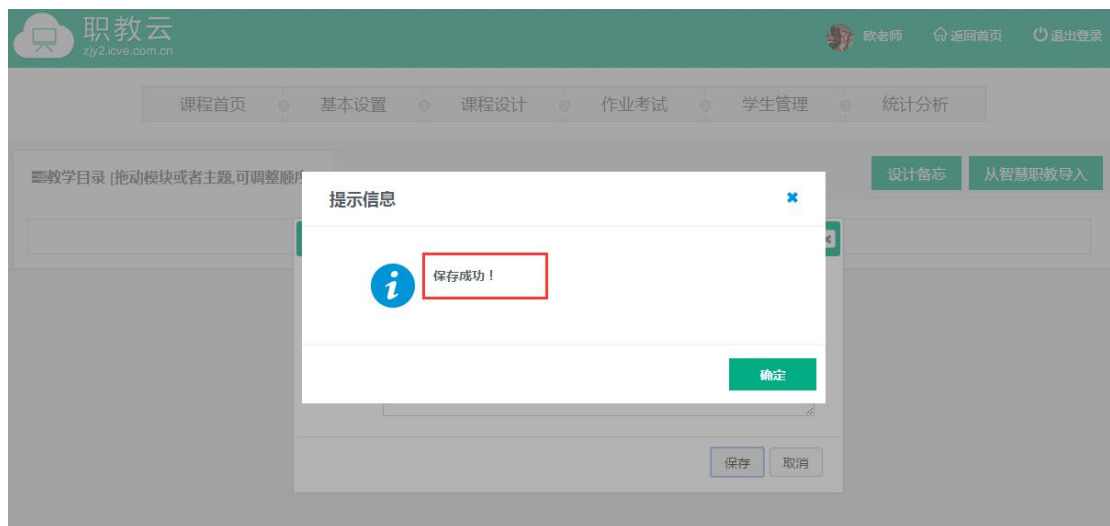 职教云
zjy2.icve.com.cn
欧老师 返回首页 退出登录
课程首页 基本设置 课程设计 作业考试 学生管理 统计分析
教学目录 [拖动模块或者主题,可调整顺序
设计备忘 从智慧职教导入
提示信息
保存成功！
确定
保存 取消